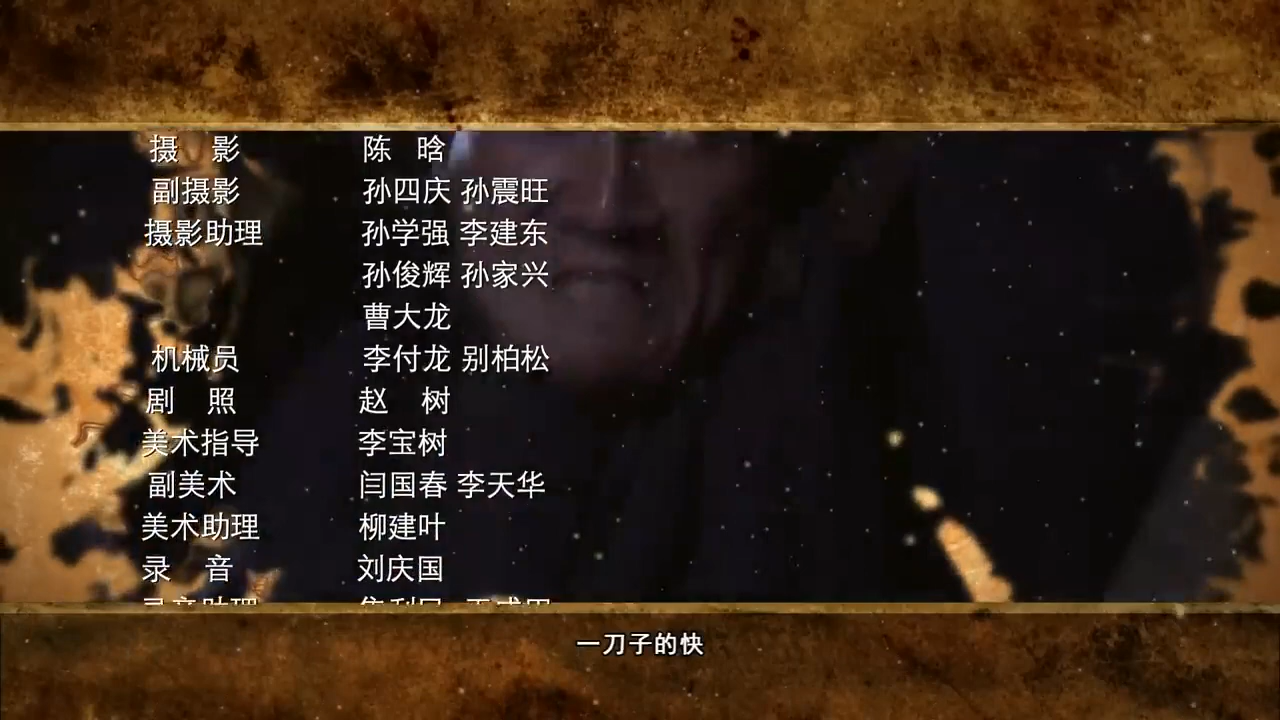 摄 影 陈 晗
副摄影 孙四庆 孙震旺
摄影助理 孙学强 李建东
孙俊辉 孙家兴
曹大龙
机械员 李付龙 别柏松
剧 照 赵 树
美术指导 李宝树
副美术 闫国春 李天华
美术助理 柳建叶
录 音 刘庆国
一刀子的快